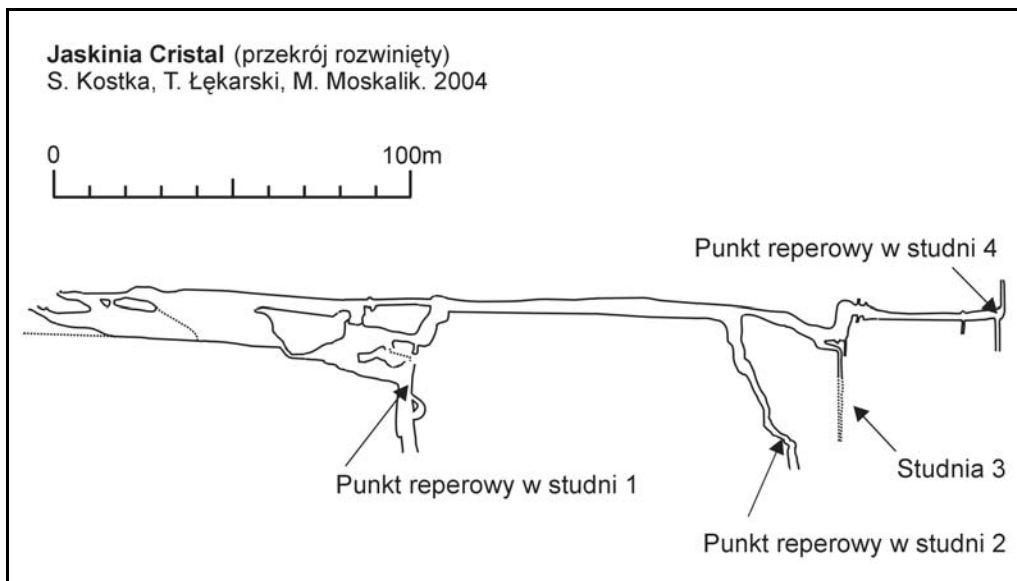 Jaskinia Cristal (przekrój rozwinięty)
S. Kostka, T. Łękarski, M. Moskalik. 2004
0 100m
Punkt reperowy w studni 4
Punkt reperowy w studni 1
Studnia 3
Punkt reperowy w studni 2